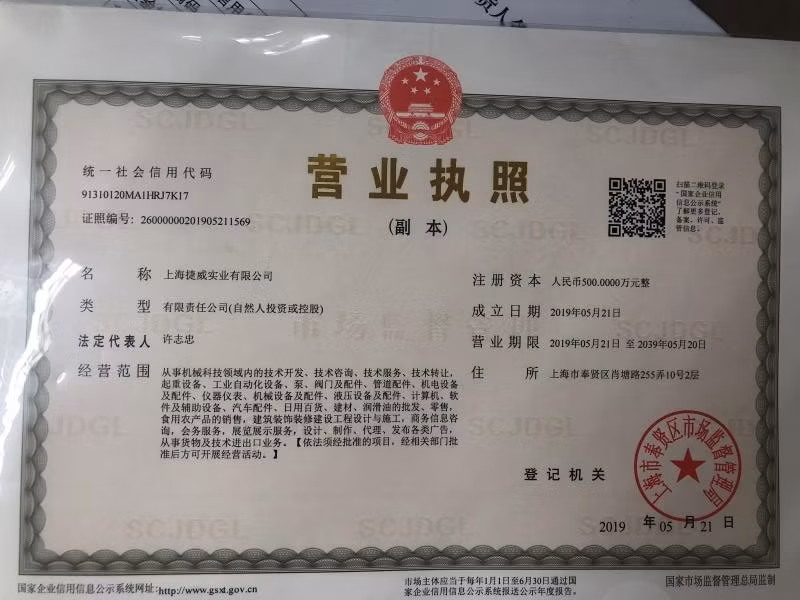 统一社会信用代码
91310120MA1HRJ7K17
证照编号：26000000201905211569
营业执照
（副 本）
扫描二维码登录
“国家企业信用
信息公示系统”
了解更多登记、
备案、许可、监
管信息。
名 称 上海捷威实业有限公司
类 型 有限责任公司(自然人投资或控股)
法定代表人 许志忠
经营范围 从事机械科技领域内的技术开发、技术咨询、技术服务、技术转让，
起重设备、工业自动化设备、泵、阀门及配件、管道配件、机电设备
及配件、仪器仪表、机械设备及配件、液压设备及配件、计算机、软
件及辅助设备、汽车配件、日用百货、建材、润滑油的批发、零售，
食用农产品的销售，建筑装饰装修建设工程设计与施工，商务信息咨
询，会务服务，展览展示服务，设计、制作、代理、发布各类广告，
从事货物及技术进出口业务。【依法须经批准的项目，经相关部门批
准后方可开展经营活动。】
注册资本 人民币500.0000万元整
成立日期 2019年05月21日
营业期限 2019年05月21日 至 2039年05月20日
住 所 上海市奉贤区肖塘路255弄10号2层
登记机关
上海市奉贤区市场监督管理局
2019 年 05 月 21 日
国家企业信用信息公示系统网址：http://www.gsxt.gov.cn
市场主体应当于每年1月1日至6月30日通过国
家企业信用信息公示系统报送公示年度报告。
国家市场监督管理总局监制